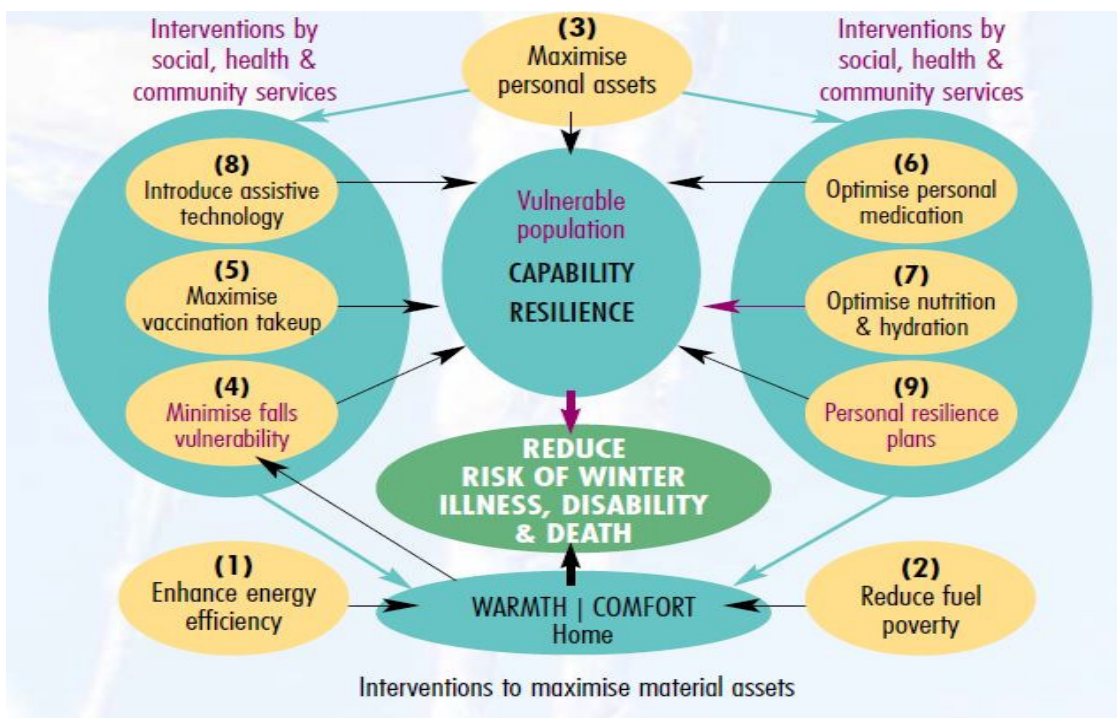 Interventions by
social, health &
community services
(3)
Maximise
personal assets
Interventions by
social, health &
community services
(8)
Introduce assistive
technology
(5)
Maximise
vaccination takeup
(4)
Minimise falls
vulnerability
Vulnerable
population
CAPABILITY
RESILIENCE
(6)
Optimise personal
medication
(7)
Optimise nutrition
& hydration
(9)
Personal resilience
plans
REDUCE
RISK OF WINTER
ILLNESS, DISABILITY
& DEATH
(1)
Enhance energy
efficiency
WARMTH | COMFORT
Home
(2)
Reduce fuel
poverty
Interventions to maximise material assets